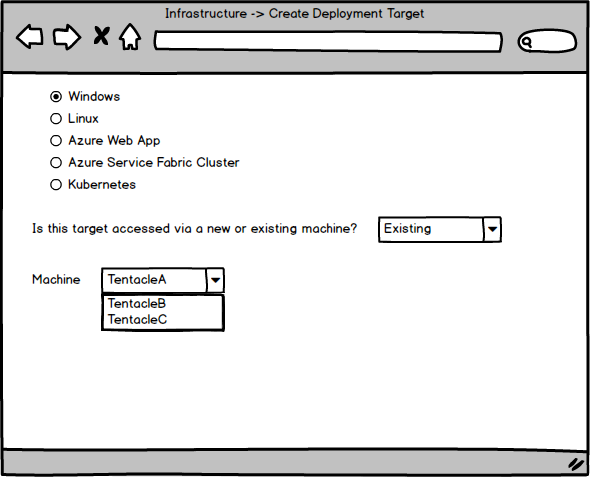 Infrastructure -> Create Deployment Target
Windows
Linux
Azure Web App
Azure Service Fabric Cluster
Kubernetes
Is this target accessed via a new or existing machine? Existing
Machine TentacleA
TentacleB
TentacleC